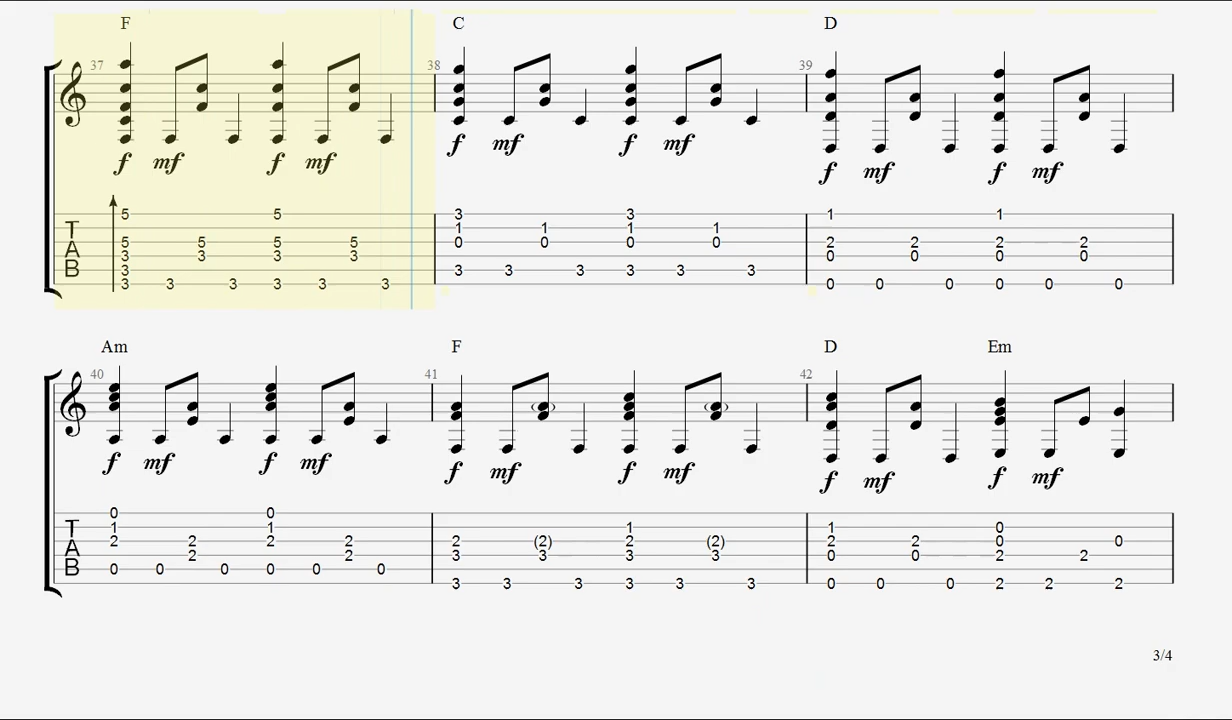 F C D
37 38 39
f mf f mf f mf f mf f mf f mf
5 5 3 3 1 1
T 1 1 1 1
A 5 5 5 5 0 0 0 0 2 2 2 2
3 3 3 3 0 0 0 0
B 3 3 3 3 3 3 3
3 3 3 3 3 3 0 0 0 0 0 0
Am F D Em
40 41 42
f mf f mf f mf f mf f mf f mf
0 0
T 1 1 1 1 0
2 2 2 2 2 (2) 2 (2) 2 2 0 0
A 2 2 3 3 3 3 0 0 2 2
B 0 0 0 0 0 0
3 3 3 3 3 3 0 0 0 2 2 2
3/4